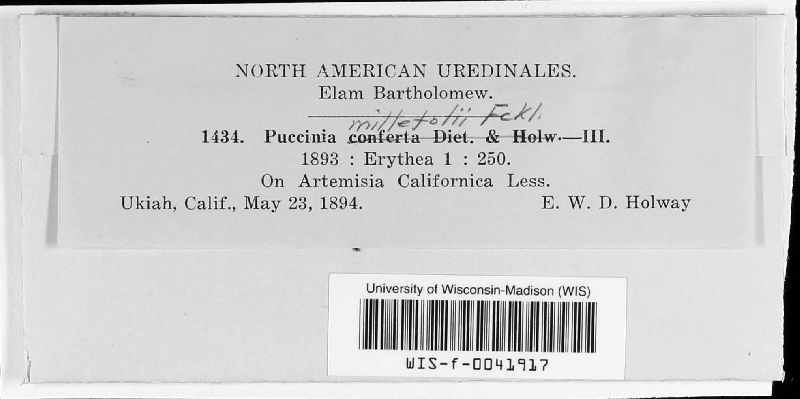 NORTH AMERICAN UREDINALES.
Elam Bartholomew.
millefolii Fckl.
1434. Puccinia conferta Diet. & Holw.—III.
1893 : Erythea 1 : 250.
On Artemisia Californica Less.
Ukiah, Calif., May 23, 1894. E. W. D. Holway
University of Wisconsin-Madison (WIS)
WIS-f-0041917